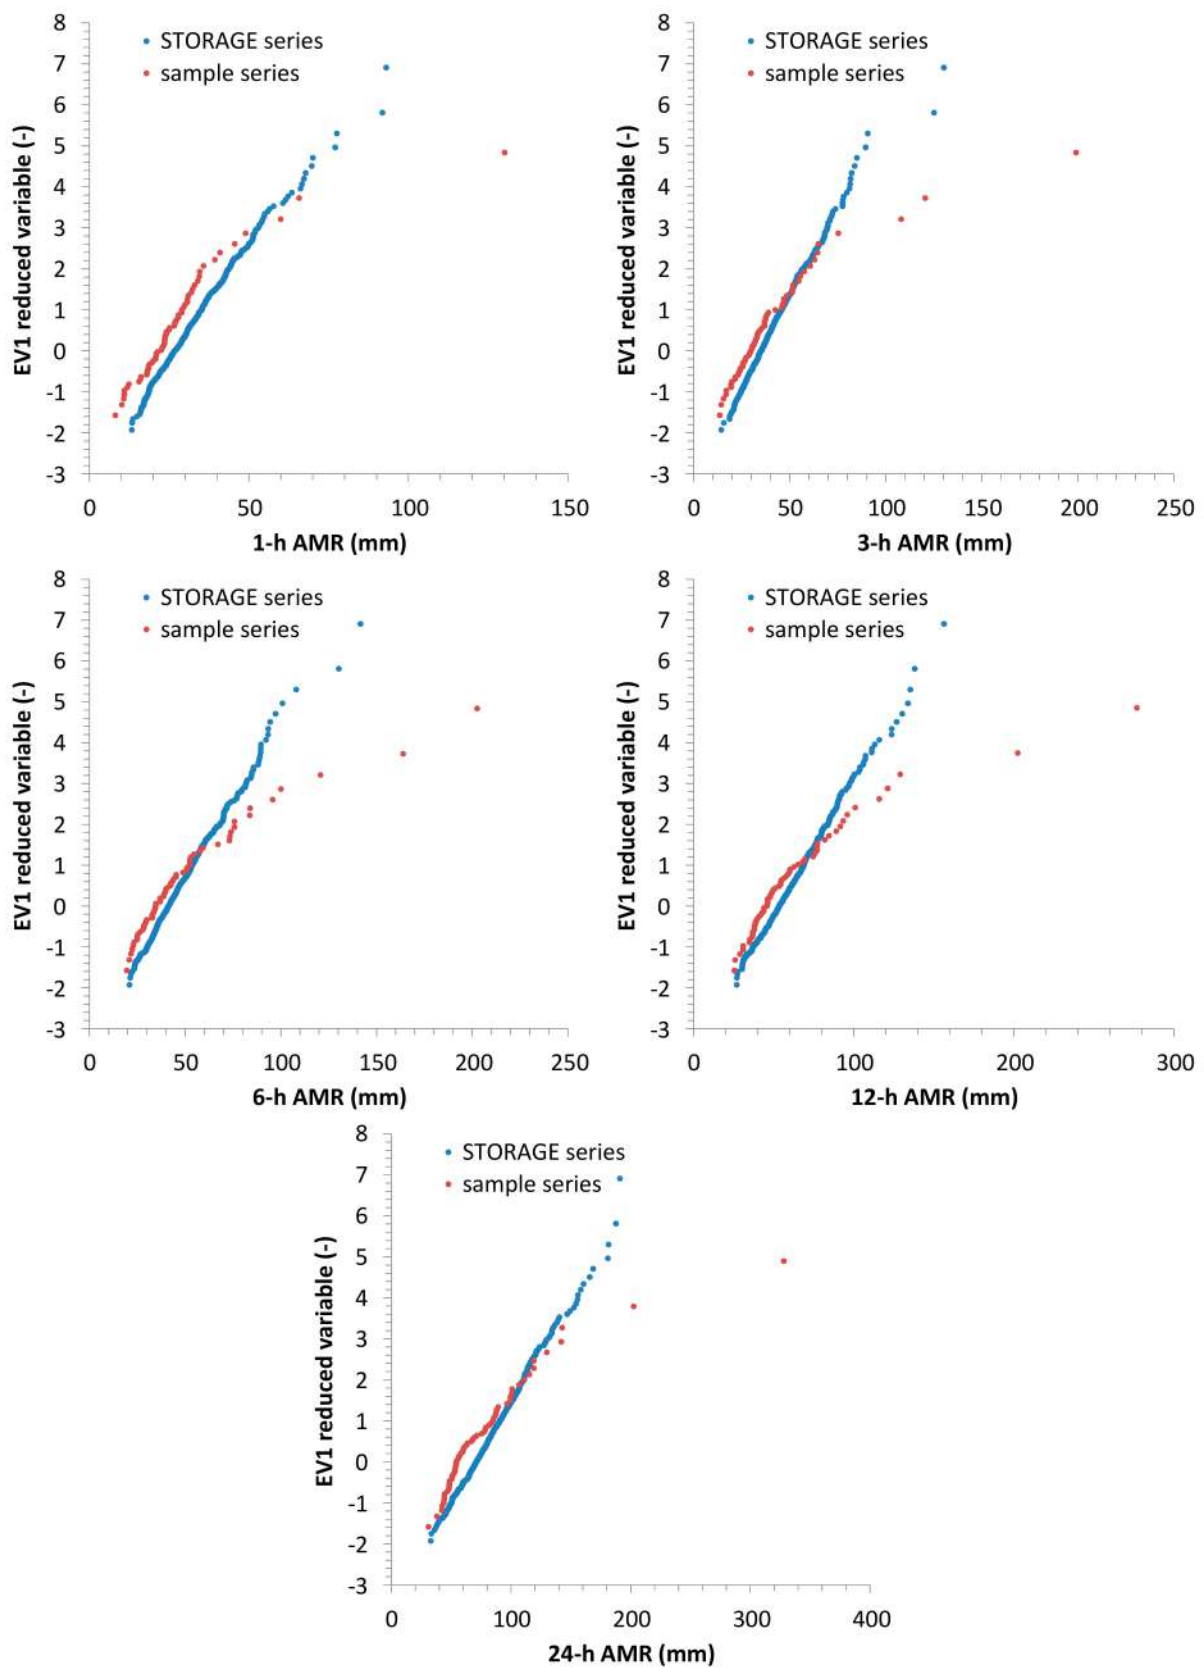 8
7
6
5
4
3
2
1
0
-1
-2
-3
EV1 reduced variable (-)
STORAGE series
sample series
0 50 100 150
1-h AMR (mm)
8
7
6
5
4
3
2
1
0
-1
-2
-3
EV1 reduced variable (-)
STORAGE series
sample series
0 50 100 150 200 250
3-h AMR (mm)
8
7
6
5
4
3
2
1
0
-1
-2
-3
EV1 reduced variable (-)
STORAGE series
sample series
0 50 100 150 200 250
6-h AMR (mm)
8
7
6
5
4
3
2
1
0
-1
-2
-3
EV1 reduced variable (-)
STORAGE series
sample series
0 100 200 300
12-h AMR (mm)
8
7
6
5
4
3
2
1
0
-1
-2
-3
EV1 reduced variable (-)
STORAGE series
sample series
0 100 200 300 400
24-h AMR (mm)